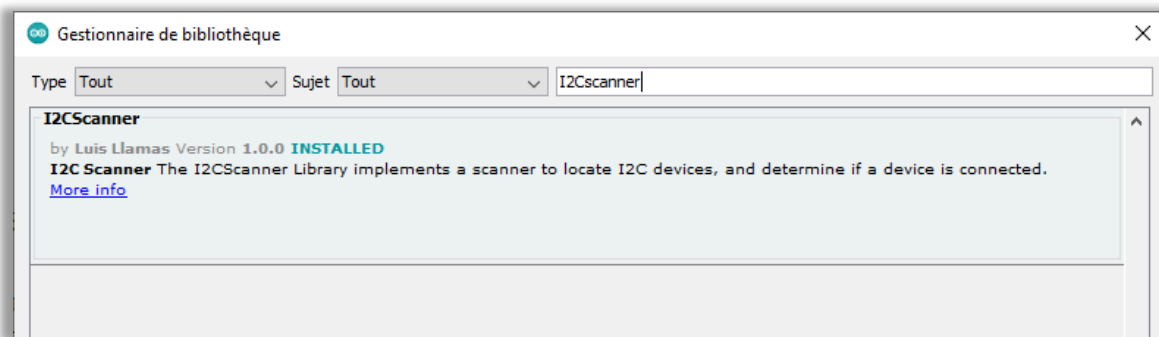 Gestionnaire de bibliothèque
Type Tout Sujet Tout I2Cscanner
I2CScanner
by Luis Llamas Version 1.0.0 INSTALLED
I2C Scanner The I2CScanner Library implements a scanner to locate I2C devices, and determine if a device is connected.
More info